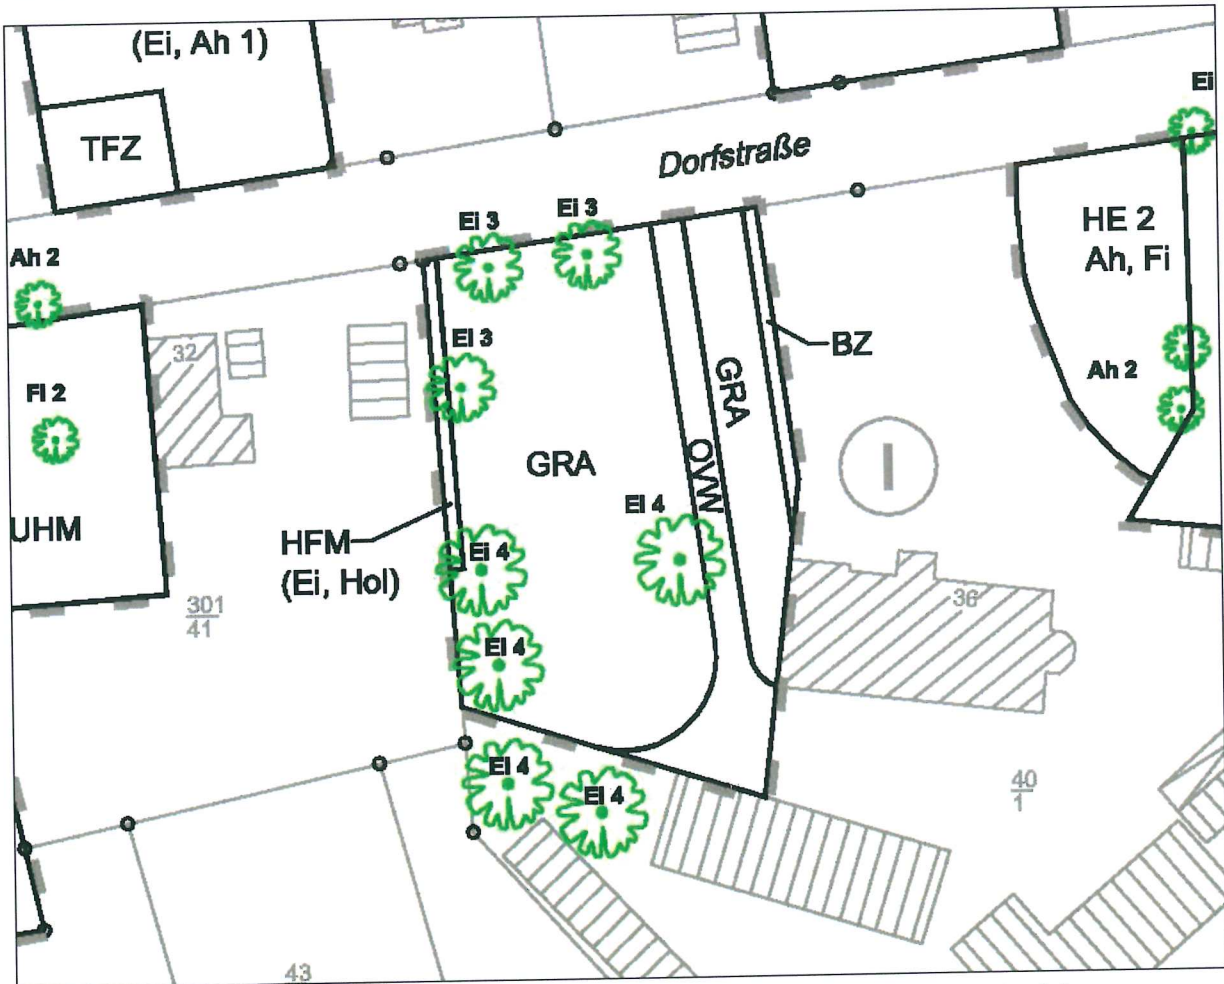 (Ei, Ah 1)
TFZ
Dorfstraße
Ei
Ei 3
Ei 3
HE 2
Ah, Fi
Ah 2
32
EI 3
BZ
GRA
Ah 2
FI 2
GRA
OVW
I
EI 4
UHM
HFM
(Ei, Hol)
Ei 4
36
301
41
EI 4
EI 4
EI 4
40
1
43